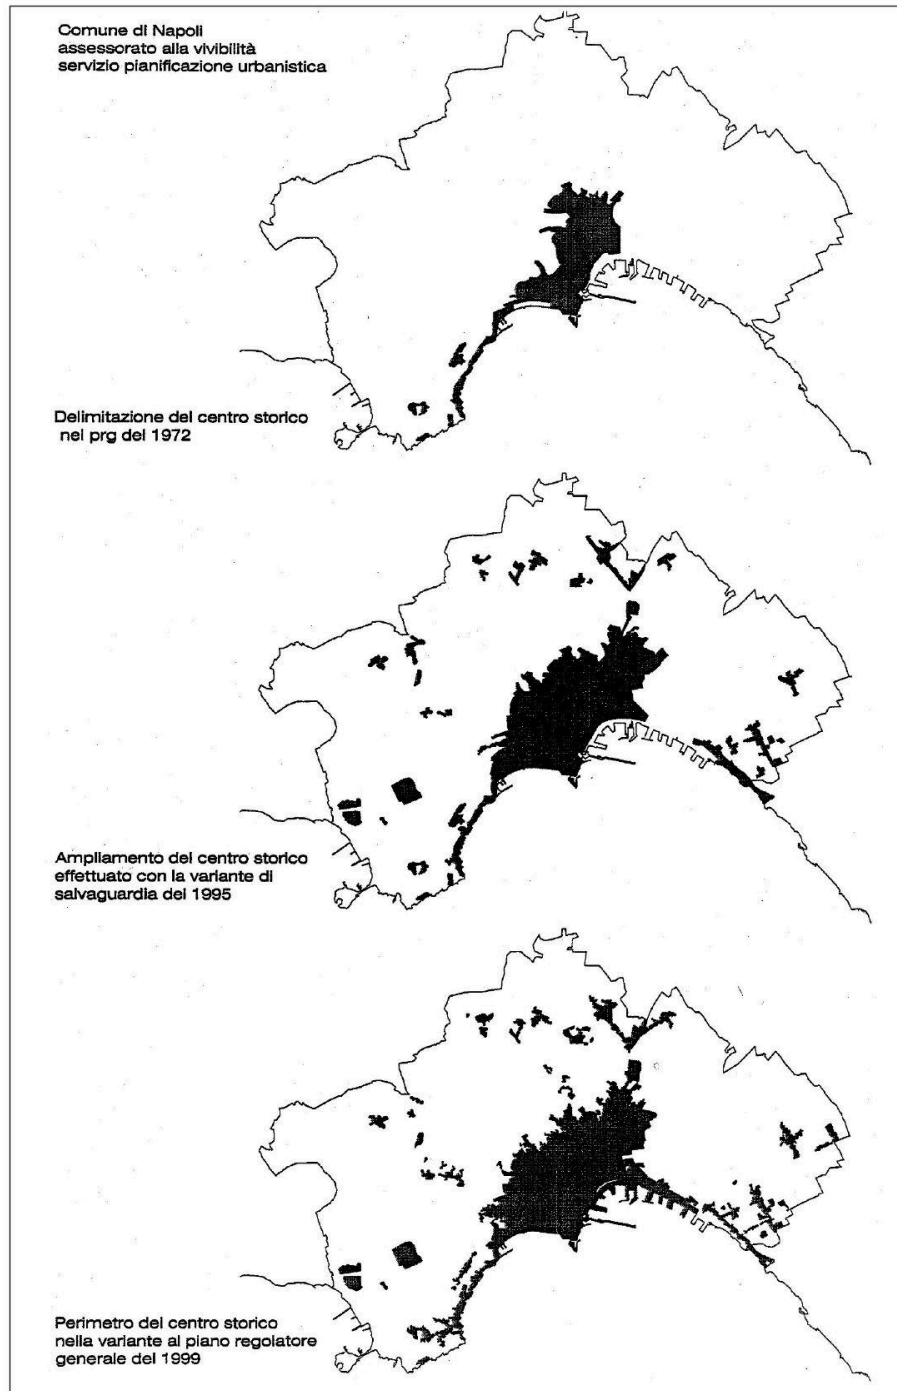 Comune di Napoli
assessorato alla vivibilità
servizio pianificazione urbanistica
Delimitazione del centro storico
nel prg del 1972
Ampliamento del centro storico
effettuato con la variante di
salvaguardia del 1995
Perimetro del centro storico
nella variante al piano regolatore
generale del 1999